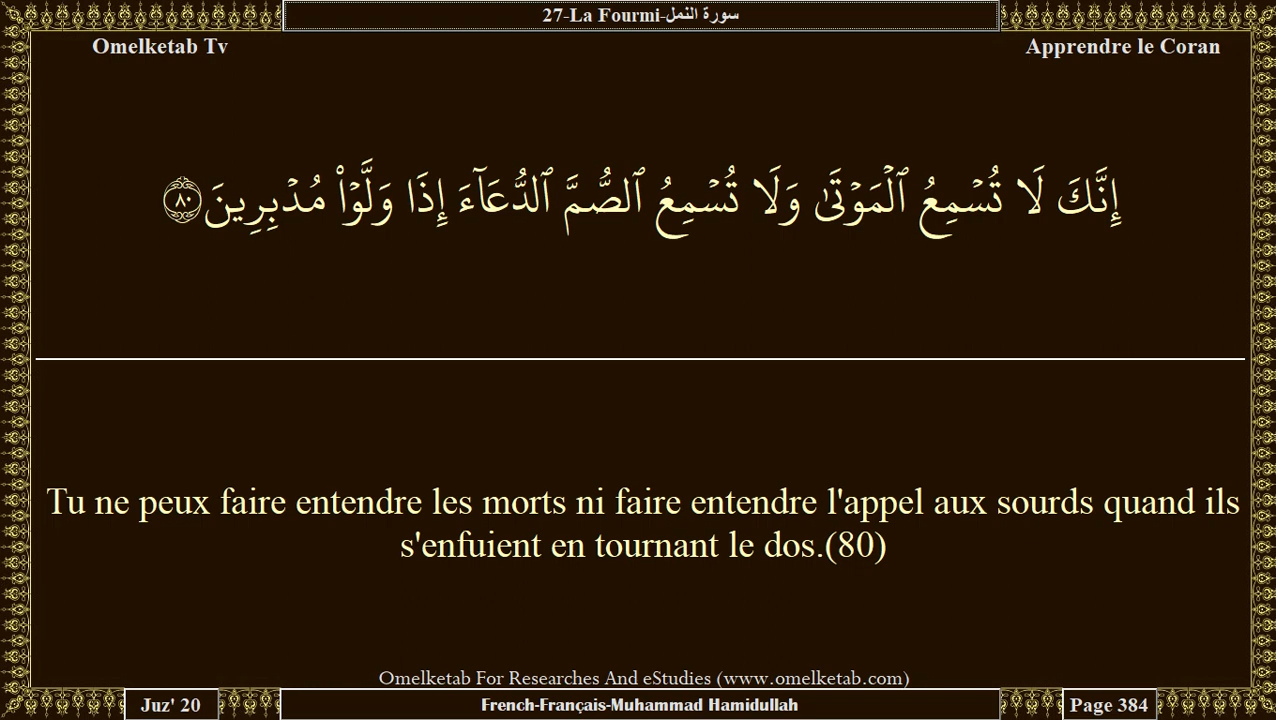 27-La Fourmi-سورة النمل
Omelketab Tv
Apprendre le Coran
إِنَّكَ لَا تُسْمِعُ ٱلْمَوْتَىٰ وَلَا تُسْمِعُ ٱلصُّمَّ ٱلدُّعَآءَ إِذَا وَلَّوْا۟ مُدْبِرِينَ ٨٠
Tu ne peux faire entendre les morts ni faire entendre l'appel aux sourds quand ils
s'enfuient en tournant le dos.(80)
Omelketab For Researches And eStudies (www.omelketab.com)
Juz' 20
French-Français-Muhammad Hamidullah
Page 384